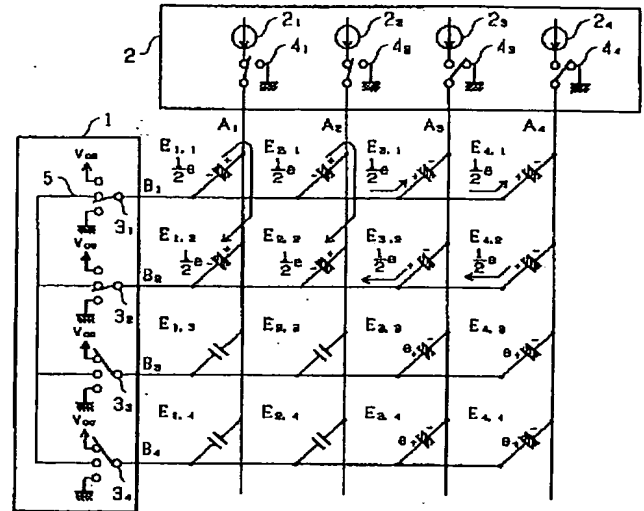 2
2₁ 2₂ 2₃ 2₄
4₁ 4₂ 4₃ 4₄
1
A₁ A₂ A₃ A₄
Vcc
5
3₁
B₁
E₁.₁ E₂.₁ E₃.₁ E₄.₁
½e ½e ½e ½e
Vcc
3₂
B₂
E₁.₂ E₂.₂ E₃.₂ E₄.₂
½e ½e ½e ½e
Vcc
3₃
B₃
E₁.₃ E₂.₃ E₃.₃ E₄.₃
e e
Vcc
3₄
B₄
E₁.₄ E₂.₄ E₃.₄ E₄.₄
e e